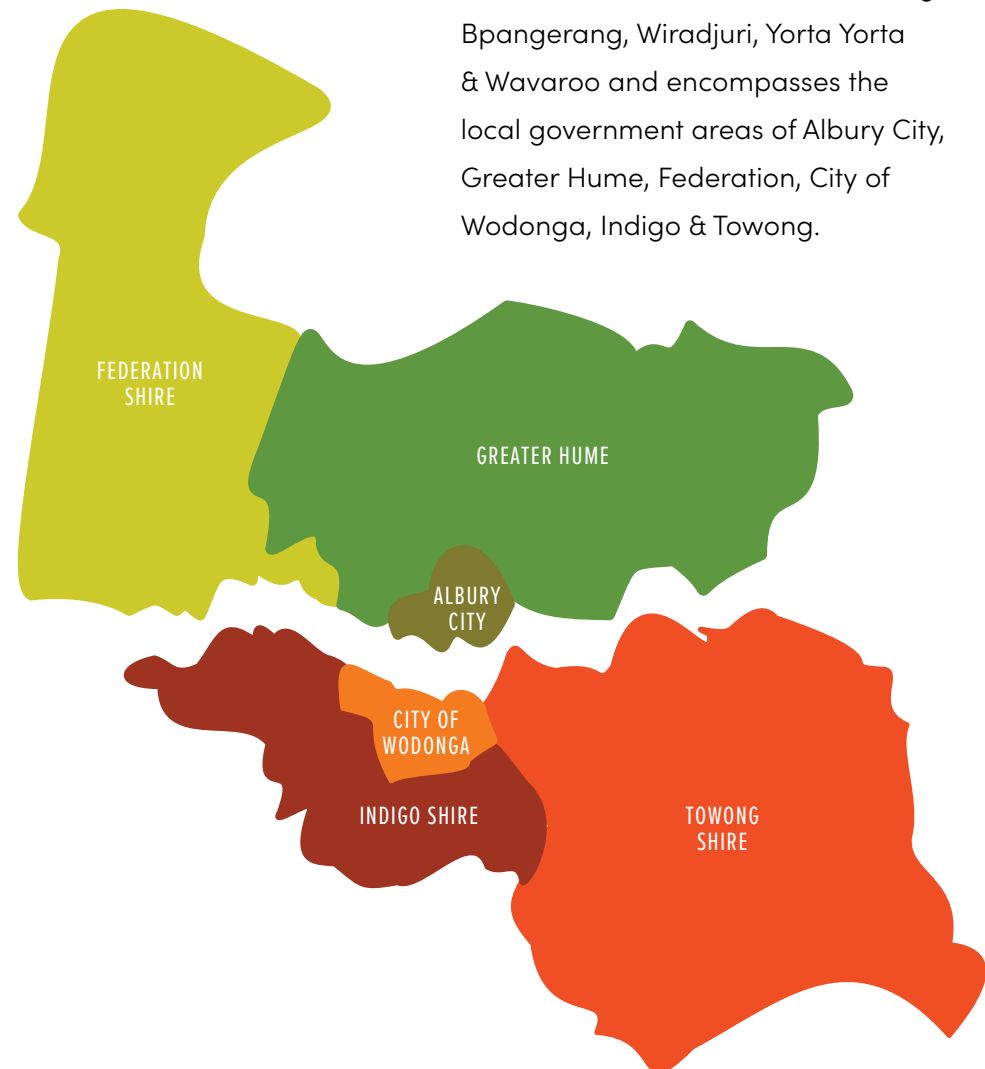 Bpangerang, Wiradjuri, Yorta Yorta
& Wavaroo and encompasses the
local government areas of Albury City,
Greater Hume, Federation, City of
Wodonga, Indigo & Towong.
FEDERATION
SHIRE
GREATER HUME
ALBURY
CITY
CITY OF
WODONGA
INDIGO SHIRE
TOWONG
SHIRE